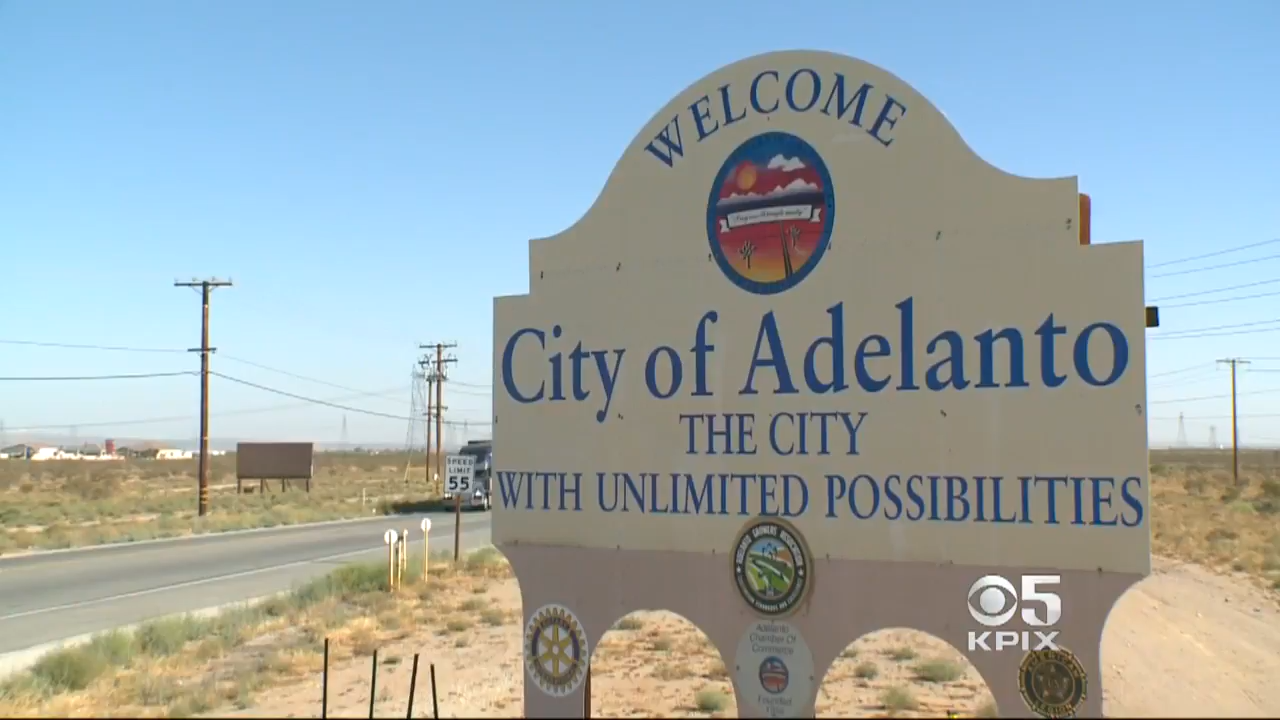 WELCOME
City of Adelanto
THE CITY
WITH UNLIMITED POSSIBILITIES
SPEED
LIMIT
55
Adelanto
Chamber Of
Commerce
5
KPIX